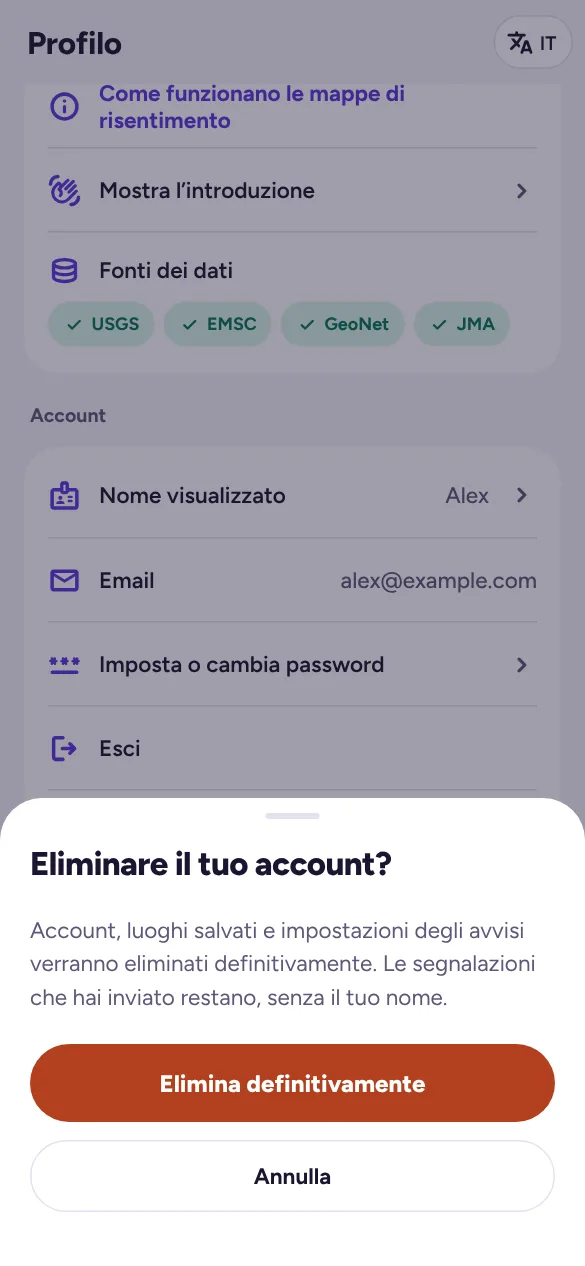 Profilo
IT
Come funzionano le mappe di
risentimento
Mostra l’introduzione
Fonti dei dati
USGS
EMSC
GeoNet
JMA
Account
Nome visualizzato
Alex
Email
alex@example.com
Imposta o cambia password
Esci
Eliminare il tuo account?
Account, luoghi salvati e impostazioni degli avvisi
verranno eliminati definitivamente. Le segnalazioni
che hai inviato restano, senza il tuo nome.
Elimina definitivamente
Annulla